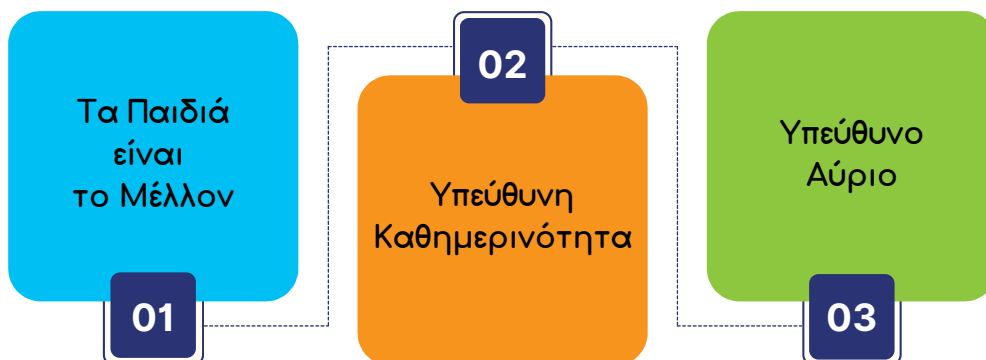 Τα Παιδιά
είναι
το Μέλλον
01
02
Υπεύθυνη
Καθημερινότητα
Υπεύθυνο
Αύριο
03